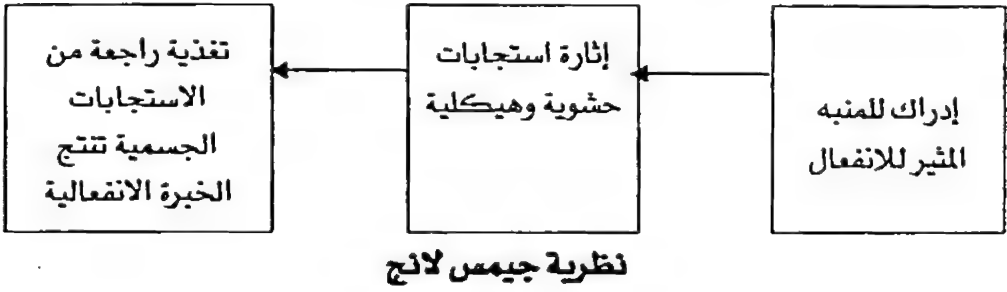 إدراك للمنبه
المثير للانفعال
إثارة استجابات
حشوية وهيكلية
تغذية راجعة من
الاستجابات
الجسمية تنتج
الخبرة الانفعالية
نظرية جيمس لانج